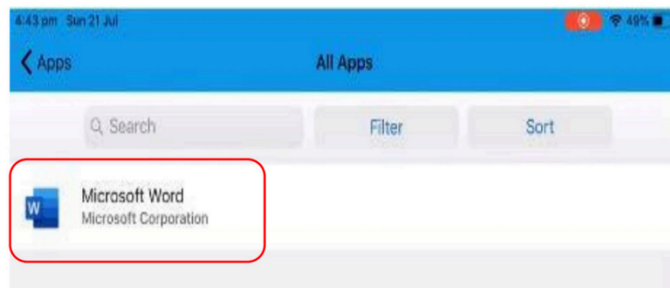 4:43 pm Sun 21 Jul 49%
Apps All Apps
Search Filter Sort
W
Microsoft Word
Microsoft Corporation